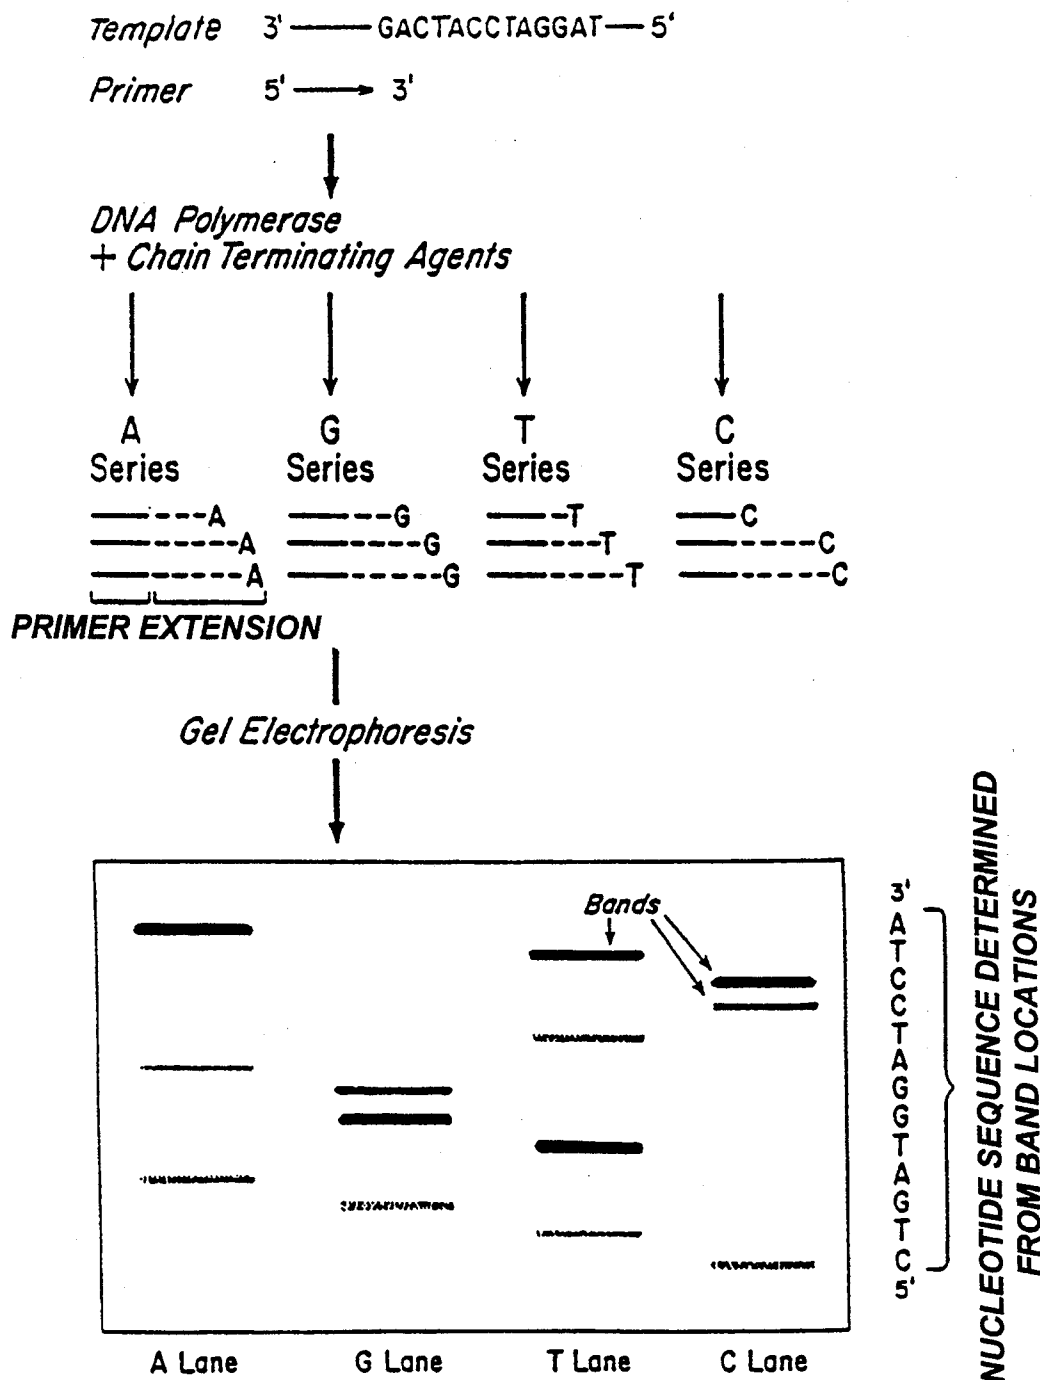 Template 3' GACTACCTAGGAT 5'
Primer 5' 3'
DNA Polymerase
+ Chain Terminating Agents
A G T C
Series Series Series Series
A G T C
A G T C
A G T C
PRIMER EXTENSION
Gel Electrophoresis
Bands
3'
A
T
C
C
T
A
G
G
T
A
G
T
C
5'
NUCLEOTIDE SEQUENCE DETERMINED
FROM BAND LOCATIONS
A Lane G Lane T Lane C Lane